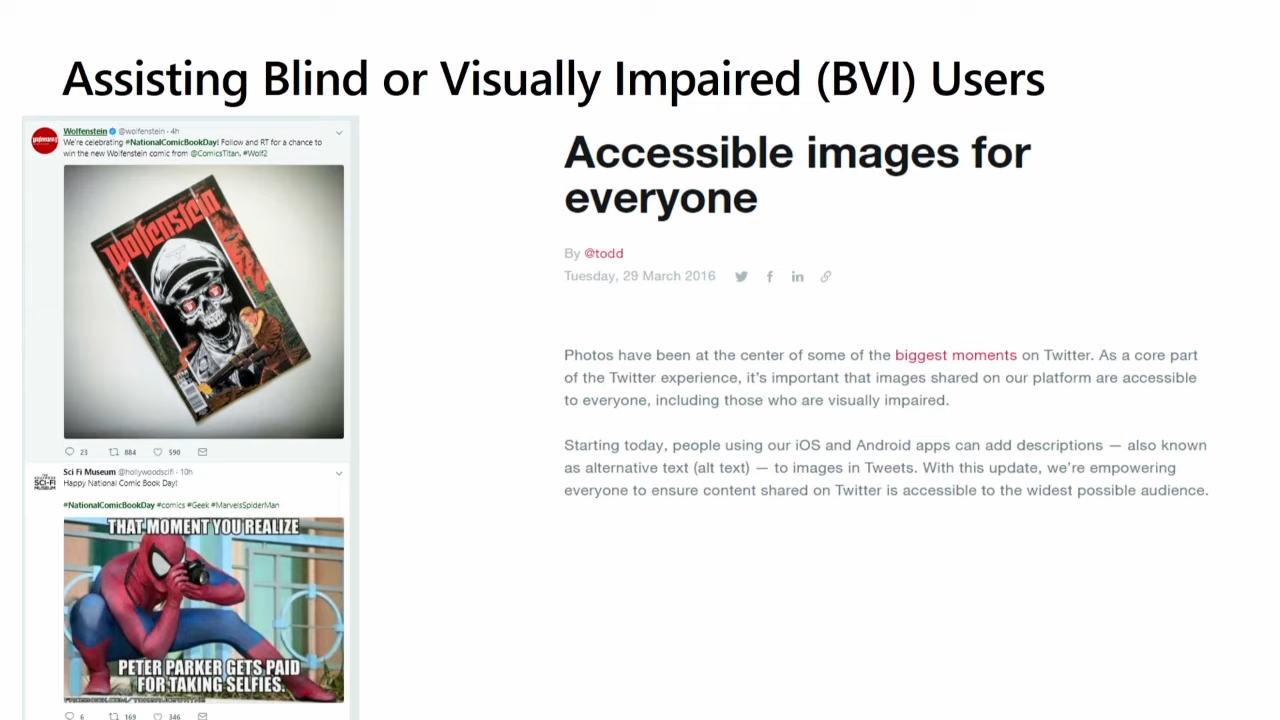 Assisting Blind or Visually Impaired (BVI) Users
Wolfenstein @wolfenstein · 4h
We're celebrating #NationalComicBookDay! Follow and RT for a chance to
win the new Wolfenstein comic from @ComicsTitan. #Wolf2
Wolfenstein
23 884 590
Sci Fi Museum @hollywoodscifi · 10h
SCI-FI
MUSEUM
Happy National Comic Book Day!
#NationalComicBookDay #comics #Geek #MarvelsSpiderMan
THAT MOMENT YOU REALIZE
PETER PARKER GETS PAID
FOR TAKING SELFIES.
6 169 346
Accessible images for
everyone
By @todd
Tuesday, 29 March 2016
Photos have been at the center of some of the biggest moments on Twitter. As a core part
of the Twitter experience, it's important that images shared on our platform are accessible
to everyone, including those who are visually impaired.
Starting today, people using our iOS and Android apps can add descriptions — also known
as alternative text (alt text) — to images in Tweets. With this update, we're empowering
everyone to ensure content shared on Twitter is accessible to the widest possible audience.